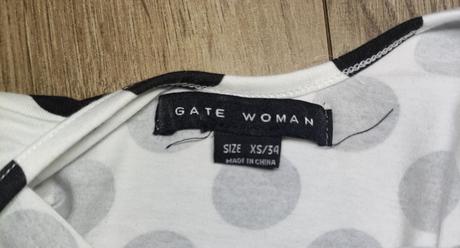 GATE WOMAN
SIZE XS/34
MADE IN CHINA